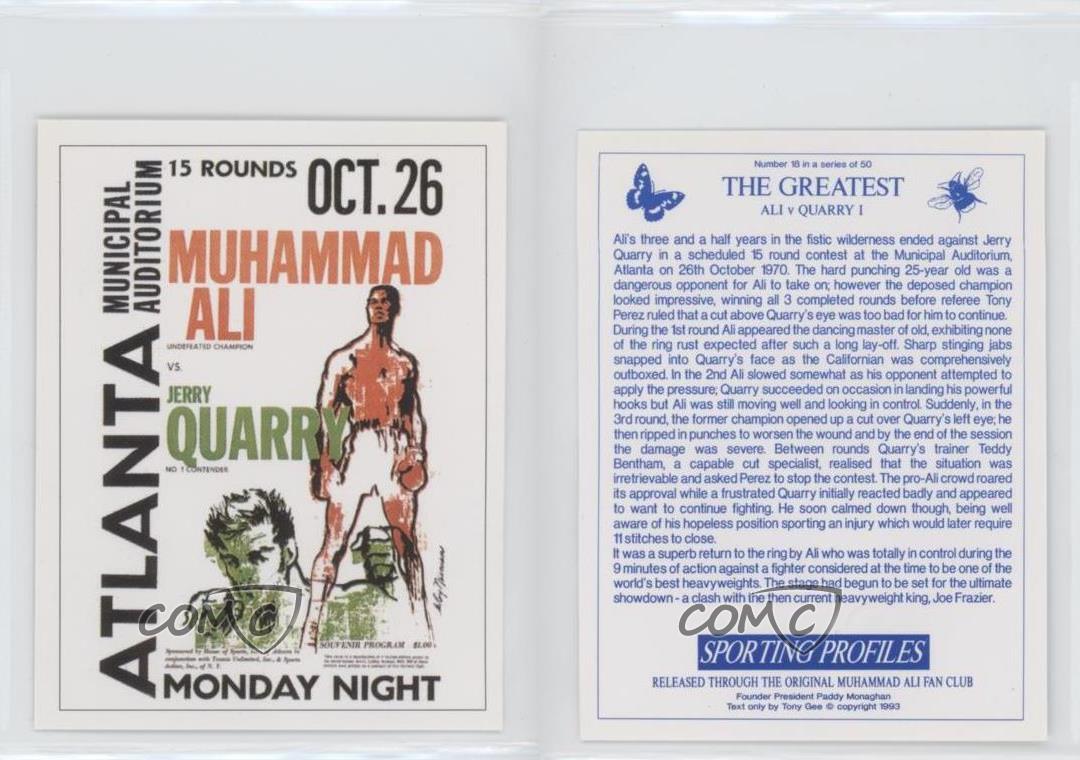 ATLANTA
MUNICIPAL
AUDITORIUM
15 ROUNDS
OCT. 26
MUHAMMAD
ALI
UNDEFEATED CHAMPION
VS.
JERRY
QUARRY
NO 1 CONTENDER
SOUVENIR PROGRAM $1.00
MONDAY NIGHT
COMC
Number 18 in a series of 50
THE GREATEST
ALI v QUARRY I
Ali's three and a half years in the fistic wilderness ended against Jerry
Quarry in a scheduled 15 round contest at the Municipal Auditorium,
Atlanta on 26th October 1970. The hard punching 25-year old was a
dangerous opponent for Ali to take on; however the deposed champion
looked impressive, winning all 3 completed rounds before referee Tony
Perez ruled that a cut above Quarry's eye was too bad for him to continue.
During the 1st round Ali appeared the dancing master of old, exhibiting none
of the ring rust expected after such a long lay-off. Sharp stinging jabs
snapped into Quarry's face as the Californian was comprehensively
outboxed. In the 2nd Ali slowed somewhat as his opponent attempted to
apply the pressure; Quarry succeeded on occasion in landing his powerful
hooks but Ali was still moving well and looking in control. Suddenly, in the
3rd round, the former champion opened up a cut over Quarry's left eye; he
then ripped in punches to worsen the wound and by the end of the session
the damage was severe. Between rounds Quarry's trainer Teddy
Bentham, a capable cut specialist, realised that the situation was
irretrievable and asked Perez to stop the contest. The pro-Ali crowd roared
its approval while a frustrated Quarry initially reacted badly and appeared
to want to continue fighting. He soon calmed down though, being well
aware of his hopeless position sporting an injury which would later require
11 stitches to close.
It was a superb return to the ring by Ali who was totally in control during the
9 minutes of action against a fighter considered at the time to be one of the
world's best heavyweights. The stage had begun to be set for the ultimate
showdown - a clash with the then current heavyweight king, Joe Frazier.
COMC
SPORTING PROFILES
RELEASED THROUGH THE ORIGINAL MUHAMMAD ALI FAN CLUB
Founder President Paddy Monaghan
Text only by Tony Gee © copyright 1993